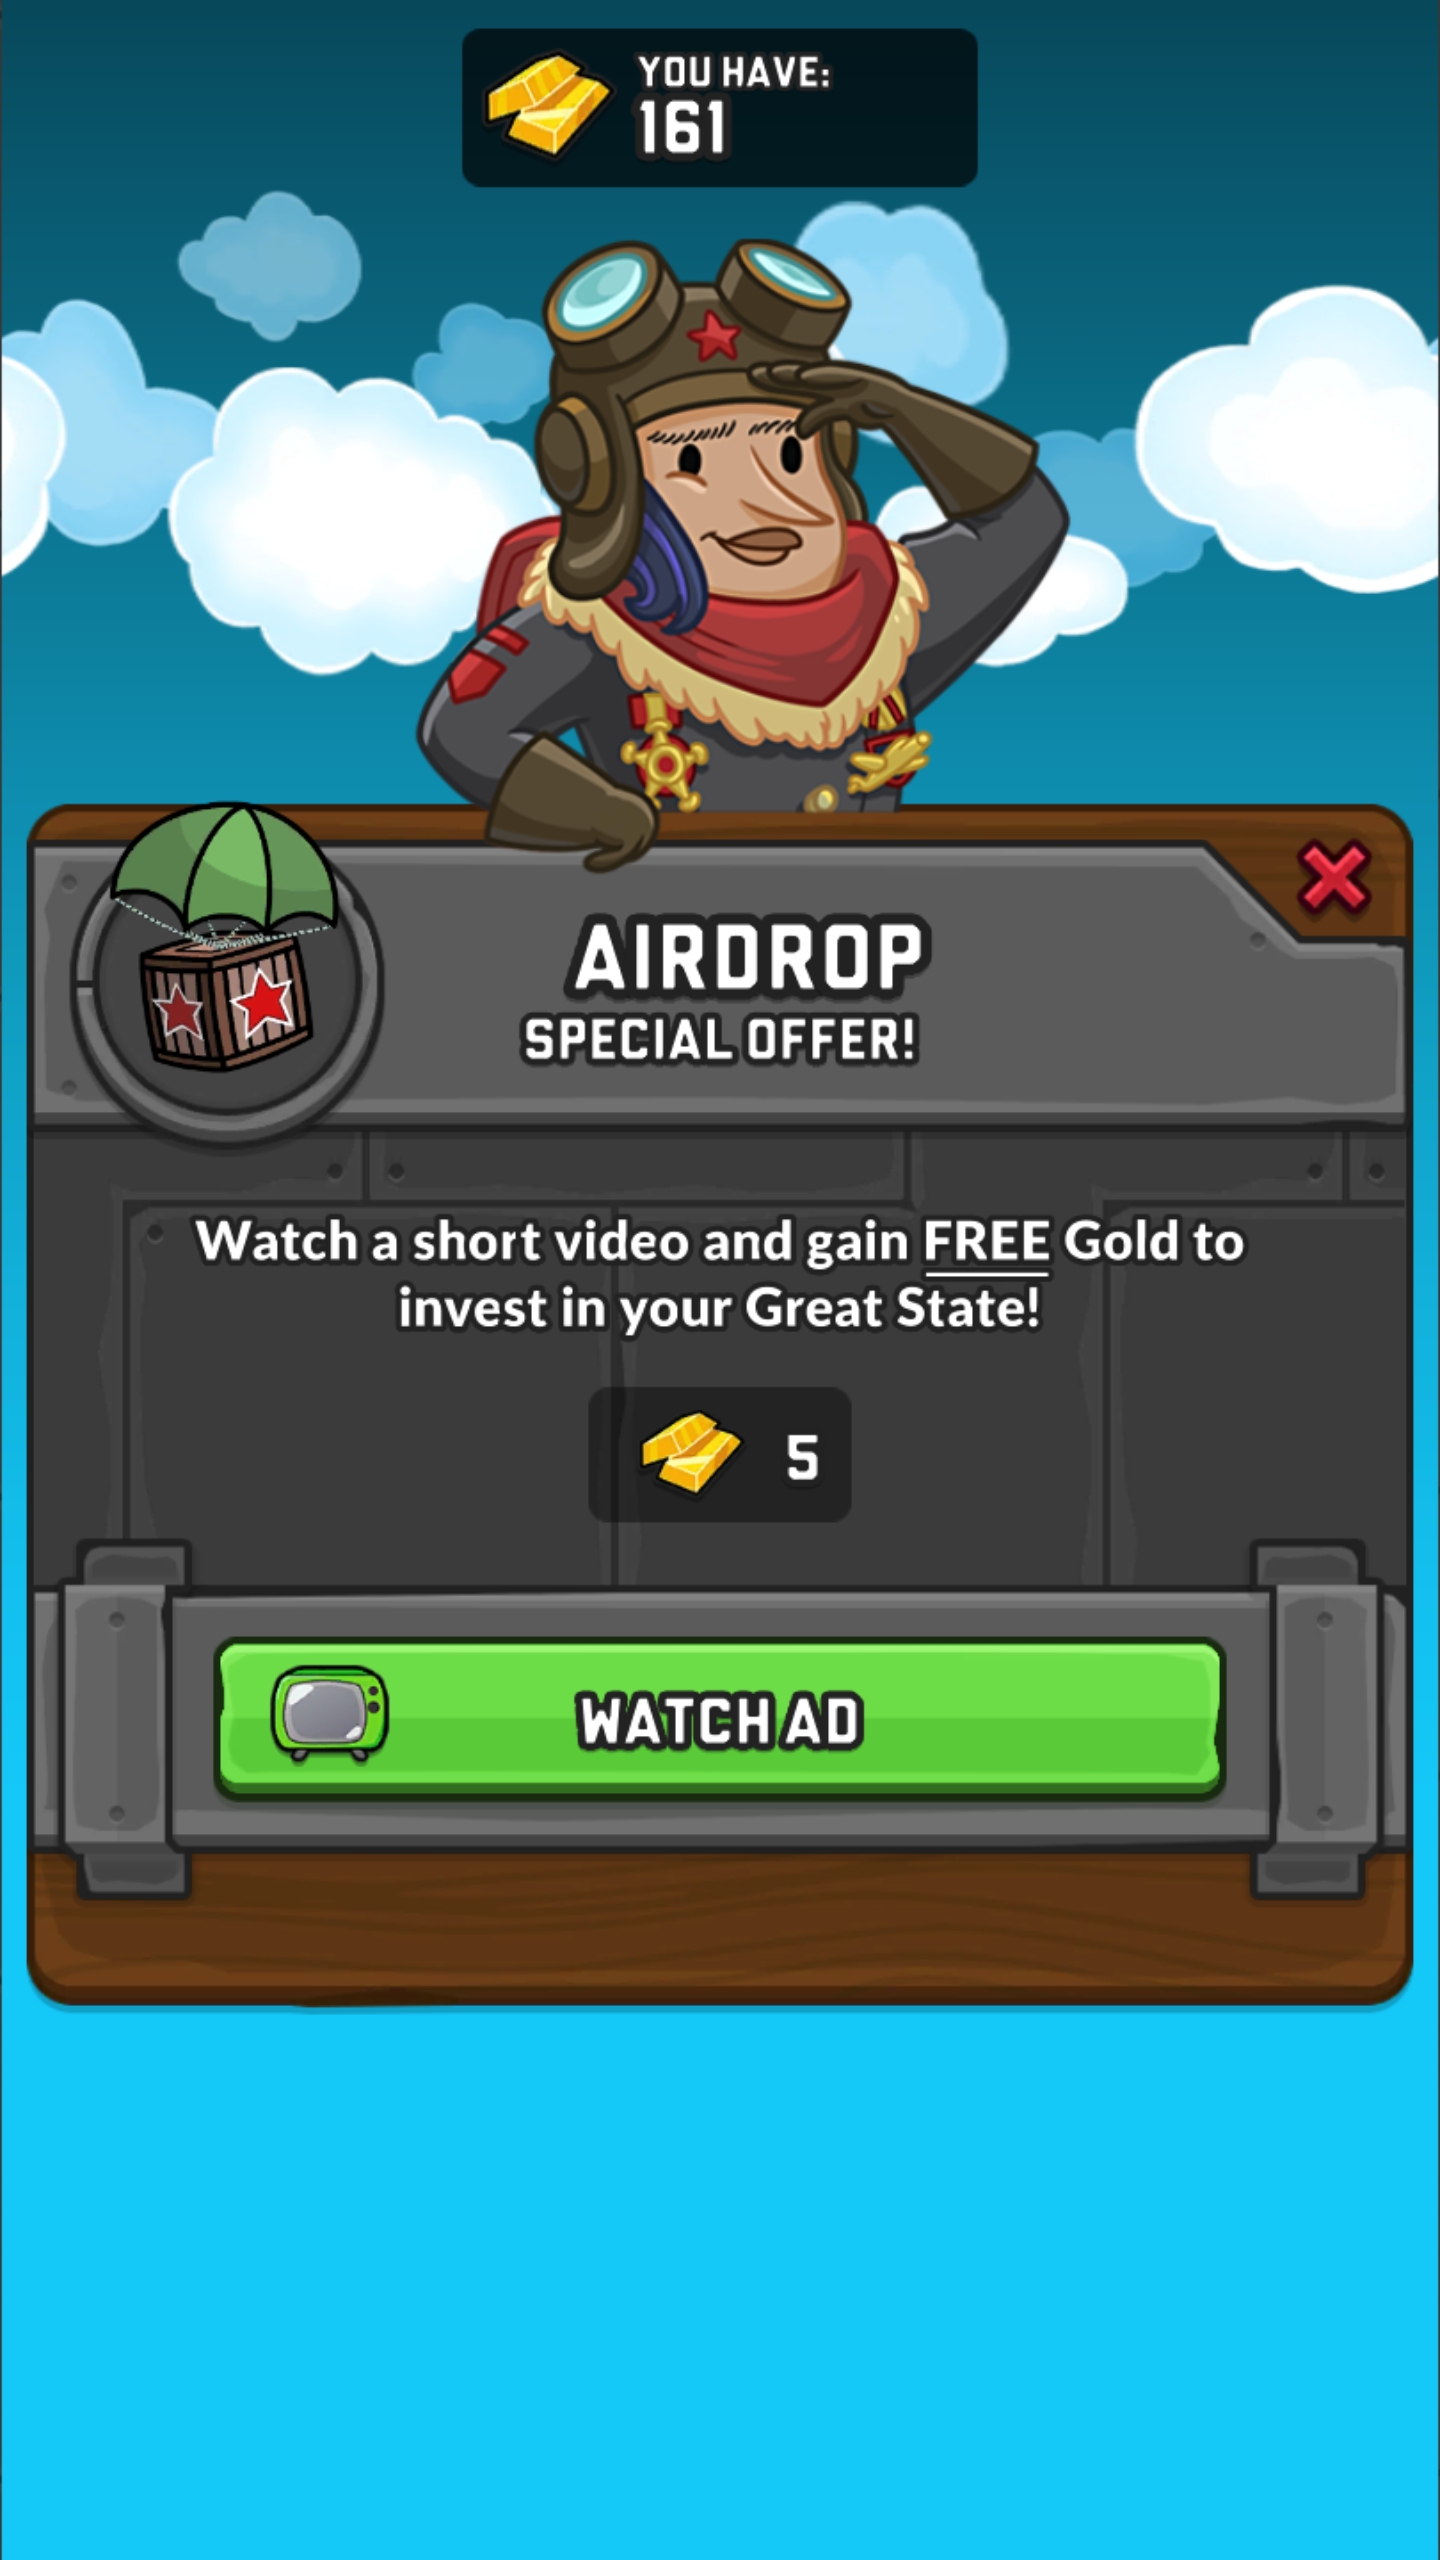 YOU HAVE:
161
AIRDROP
SPECIAL OFFER!
Watch a short video and gain FREE Gold to
invest in your Great State!
5
WATCH AD